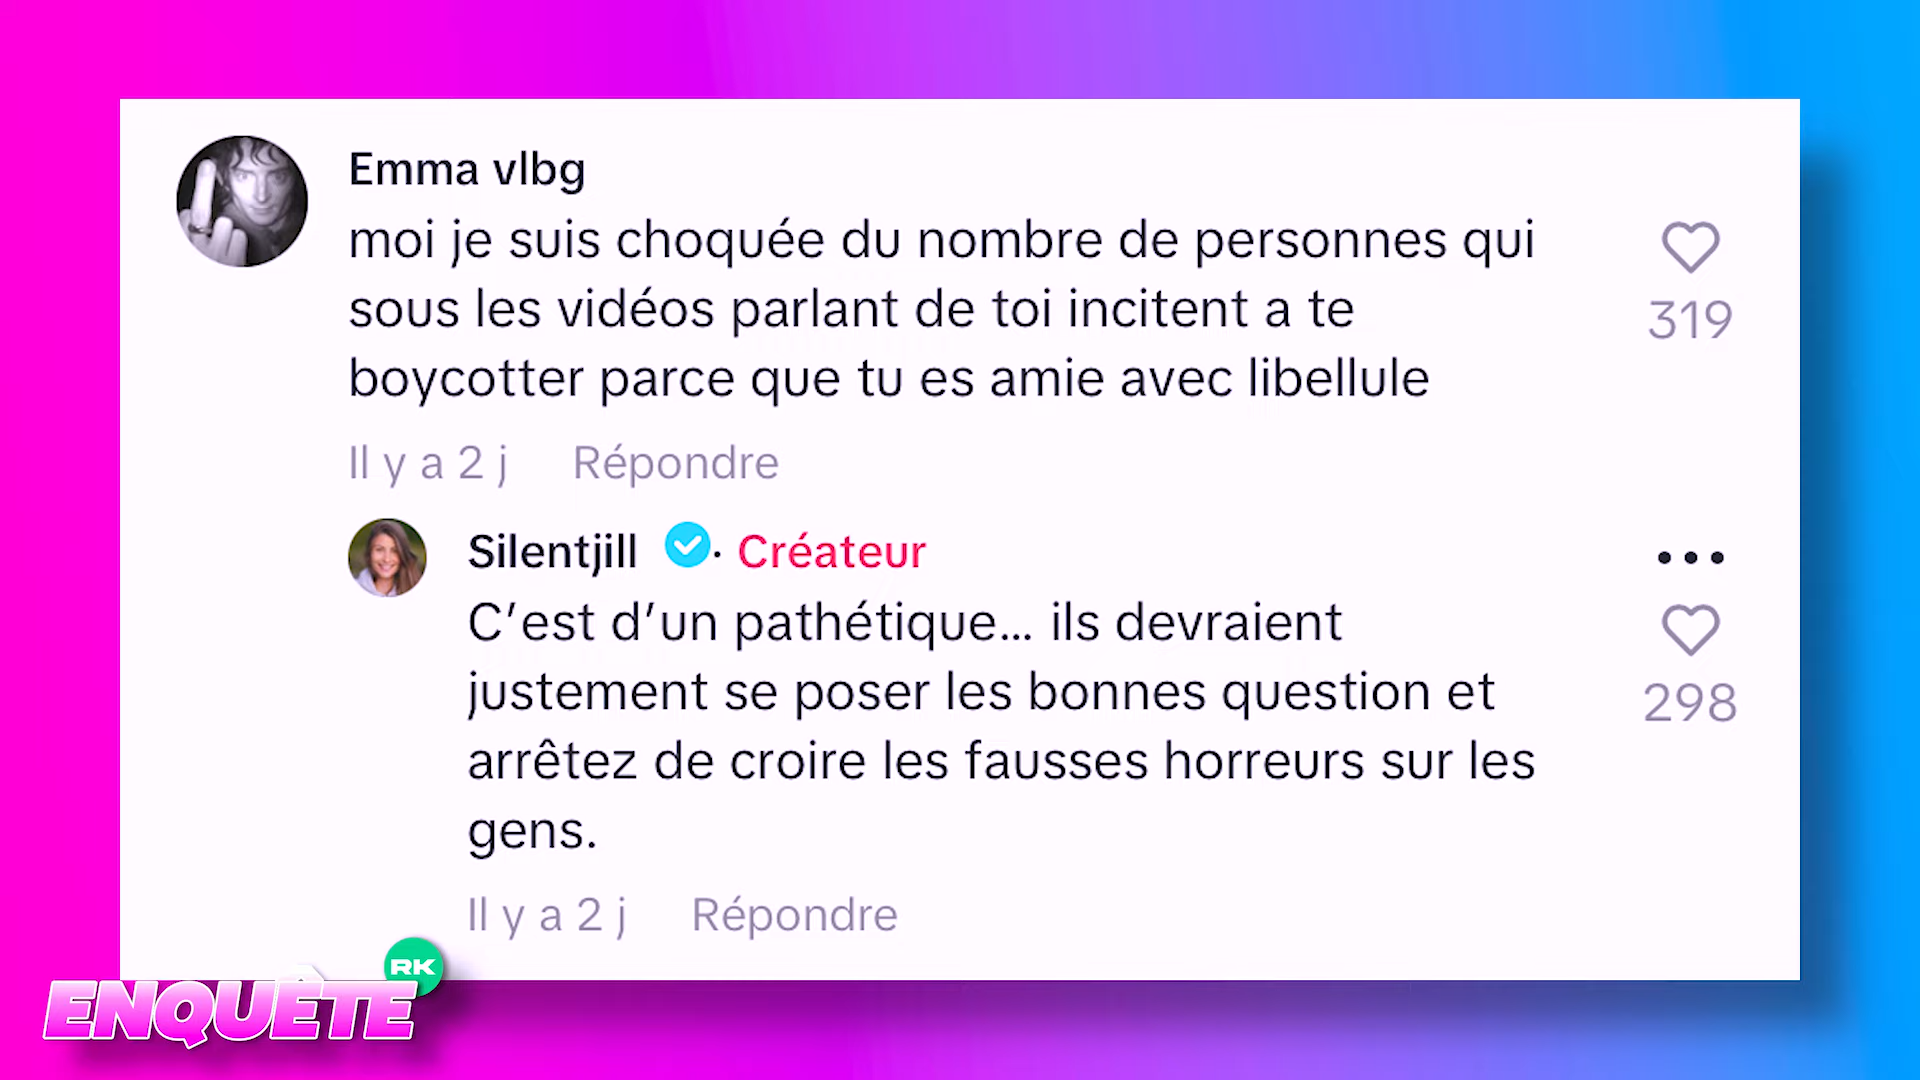 Emma vlbg
moi je suis choquée du nombre de personnes qui
sous les vidéos parlant de toi incitent a te
boycotter parce que tu es amie avec libellule
319
Il y a 2 j Répondre
Silentjill · Créateur
C’est d’un pathétique... ils devraient
justement se poser les bonnes question et
arrêtez de croire les fausses horreurs sur les
gens.
298
Il y a 2 j Répondre
RK
ENQUÊTE